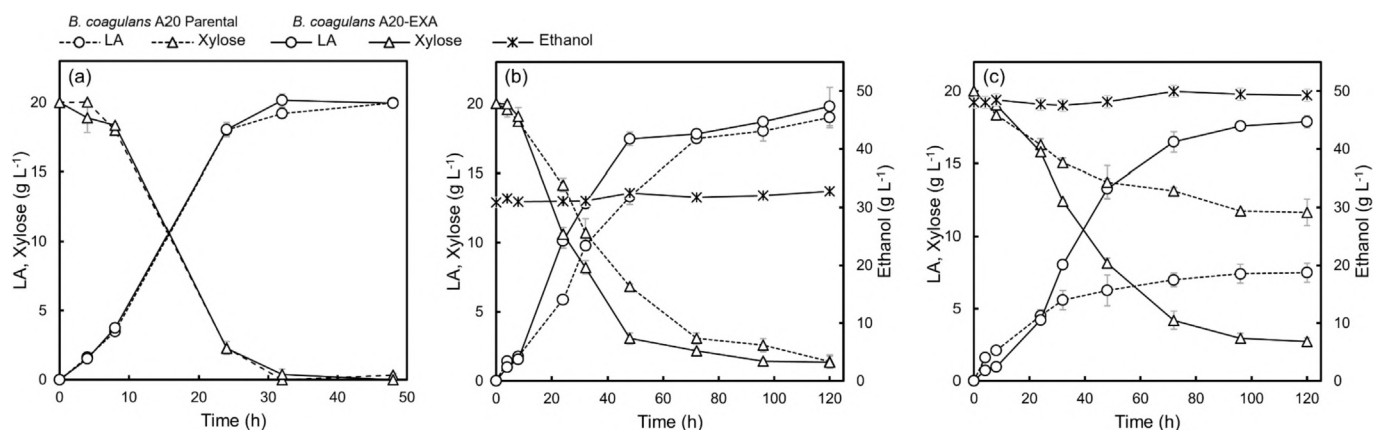 B. coagulans A20 Parental B. coagulans A20-EXA
LA Xylose LA Xylose Ethanol
(a) (b) (c)
LA, Xylose (g L⁻¹)
20
15
10
5
0
0 10 20 30 40 50
Time (h)
LA, Xylose (g L⁻¹)
20
15
10
5
0
0 20 40 60 80 100 120
Time (h)
50
40
30
20
10
0
Ethanol (g L⁻¹)
LA, Xylose (g L⁻¹)
20
15
10
5
0
0 20 40 60 80 100 120
Time (h)
50
40
30
20
10
0
Ethanol (g L⁻¹)